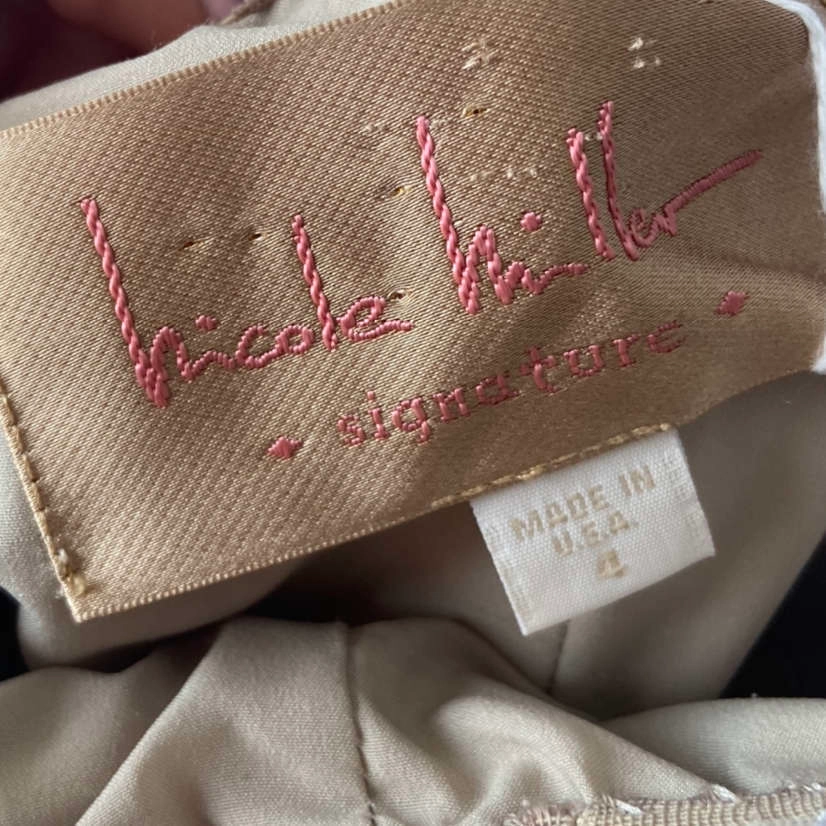 nicole miller
signature
MADE IN
U.S.A.
4